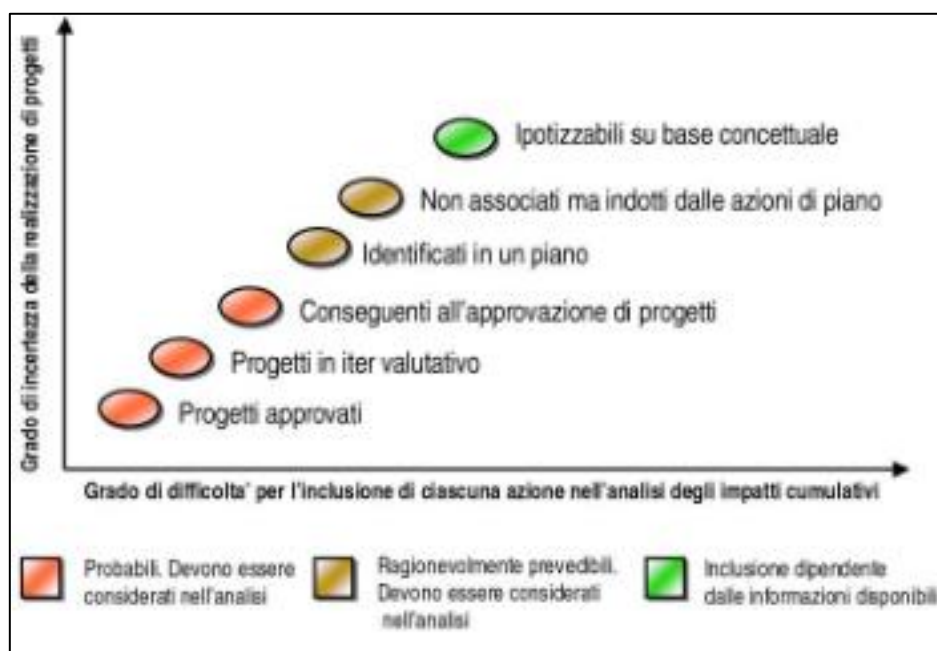 Grado di incertezza della realizzazione di progetti
Ipotizzabili su base concettuale
Non associati ma indotti dalle azioni di piano
Identificati in un piano
Conseguenti all'approvazione di progetti
Progetti in iter valutativo
Progetti approvati
Grado di difficolta' per l'inclusione di ciascuna azione nell'analisi degli impatti cumulativi
Probabili. Devono essere
considerati nell'analisi
Ragionevolmente prevedibili.
Devono essere considerati
nell'analisi
Inclusione dipendente
dalle informazioni disponibili